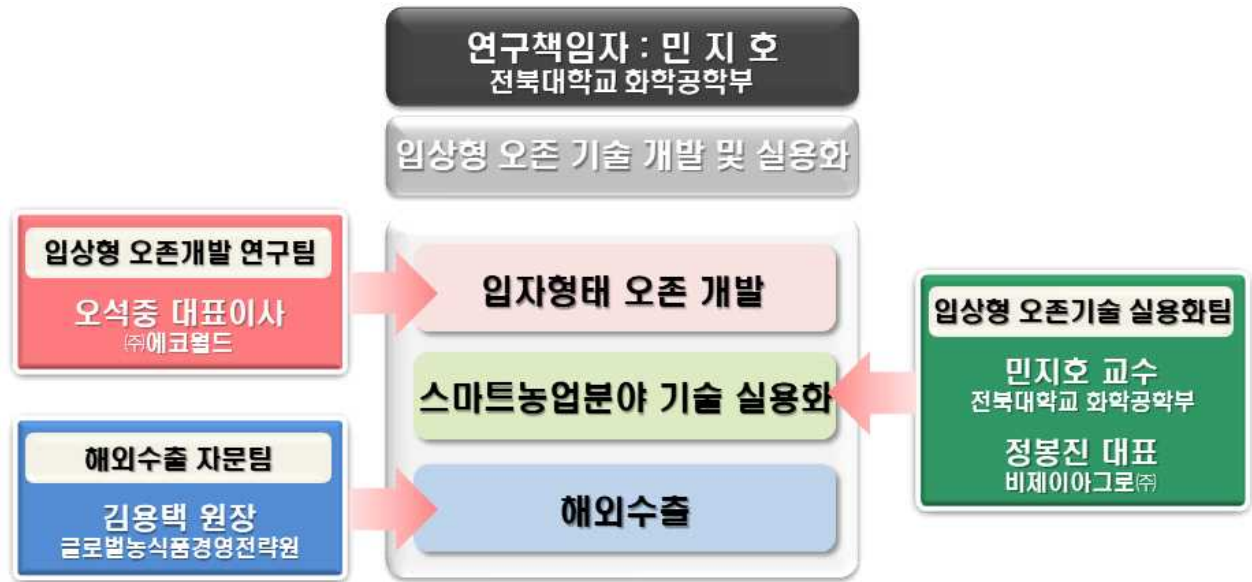 연구책임자 : 민 지 호
전북대학교 화학공학부
입상형 오존 기술 개발 및 실용화
입상형 오존개발 연구팀
오석중 대표이사
㈜에코월드
해외수출 자문팀
김용택 원장
글로벌농식품경영전략원
입자형태 오존 개발
스마트농업분야 기술 실용화
해외수출
입상형 오존기술 실용화팀
민지호 교수
전북대학교 화학공학부
정봉진 대표
비제이아그로㈜